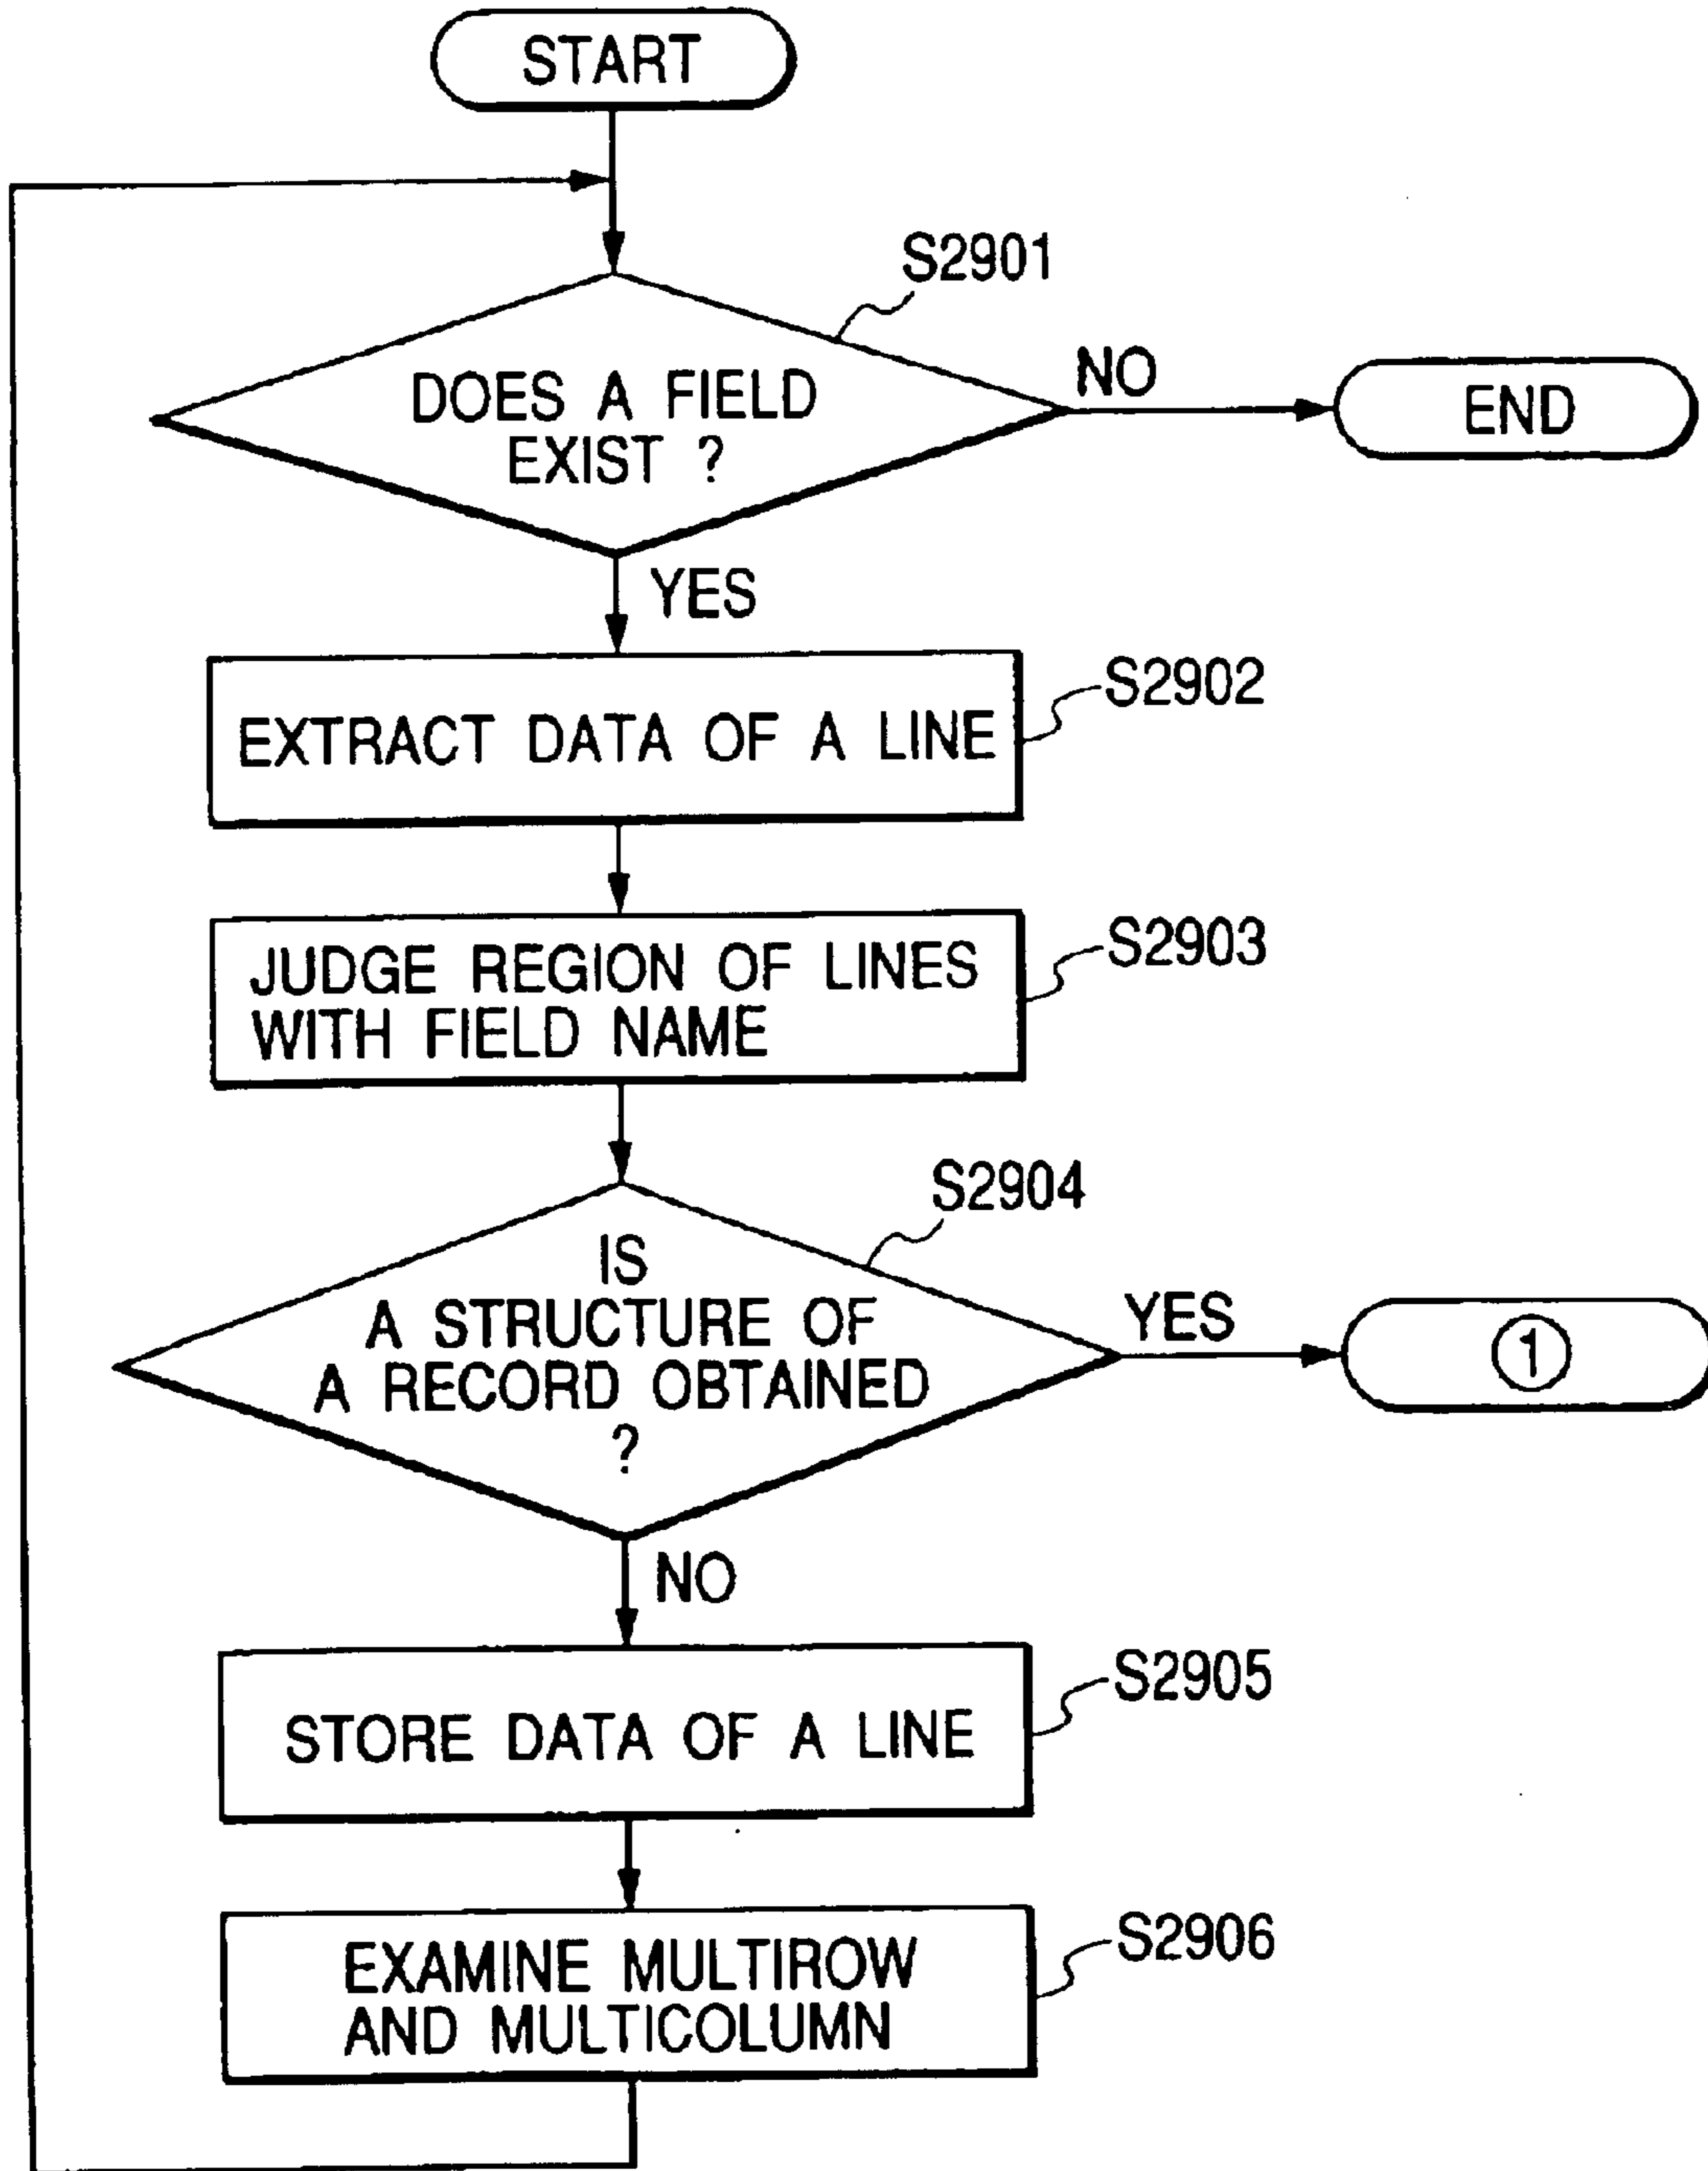 START
S2901
DOES A FIELD
EXIST ?
NO
END
YES
EXTRACT DATA OF A LINE
S2902
JUDGE REGION OF LINES
WITH FIELD NAME
S2903
S2904
IS
A STRUCTURE OF
A RECORD OBTAINED
?
YES
①
NO
STORE DATA OF A LINE
S2905
EXAMINE MULTIROW
AND MULTICOLUMN
S2906